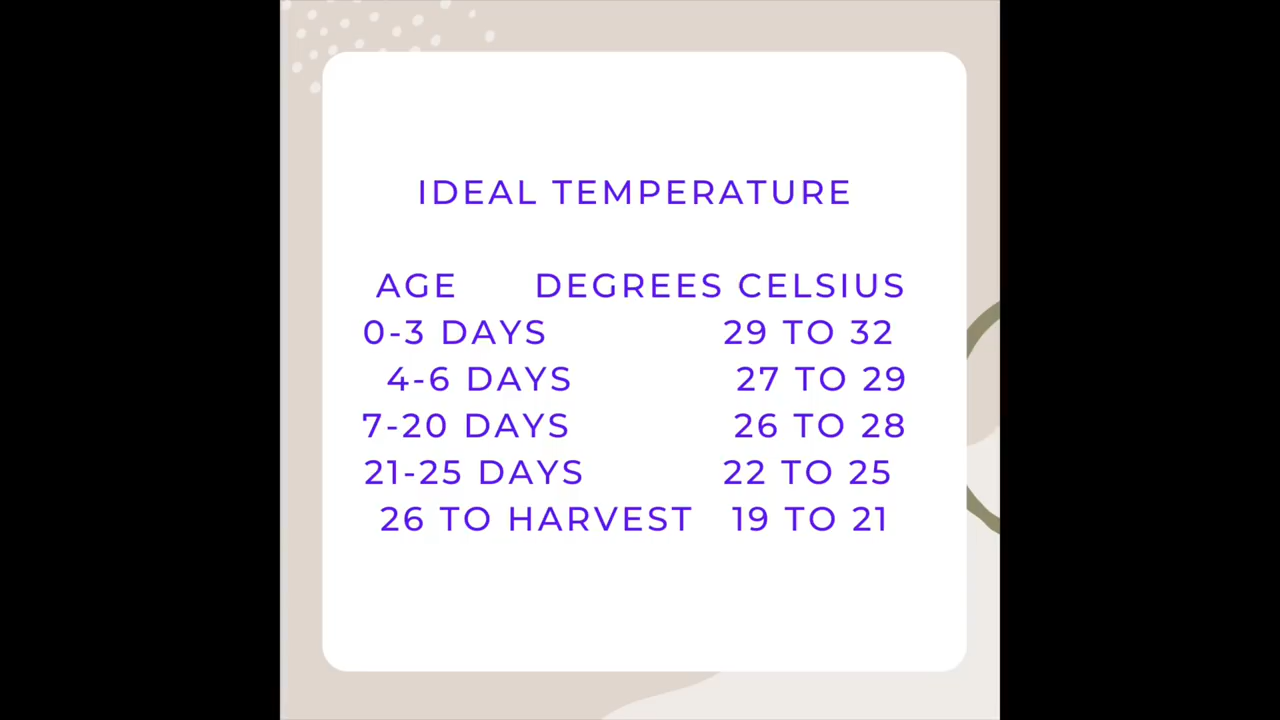 IDEAL TEMPERATURE
AGE DEGREES CELSIUS
0-3 DAYS 29 TO 32
4-6 DAYS 27 TO 29
7-20 DAYS 26 TO 28
21-25 DAYS 22 TO 25
26 TO HARVEST 19 TO 21